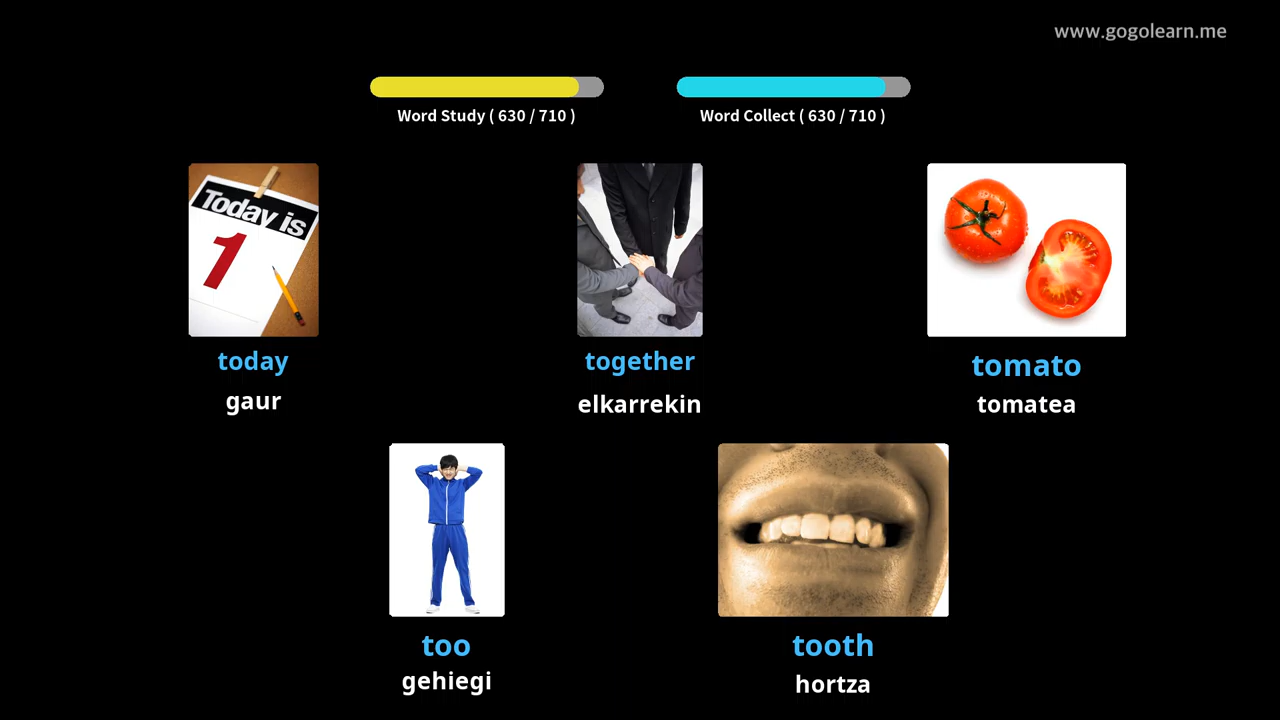 www.gogolearn.me
Word Study ( 630 / 710 )
Word Collect ( 630 / 710 )
Today is
1
today
gaur
together
elkarrekin
tomato
tomatea
too
gehiegi
tooth
hortza